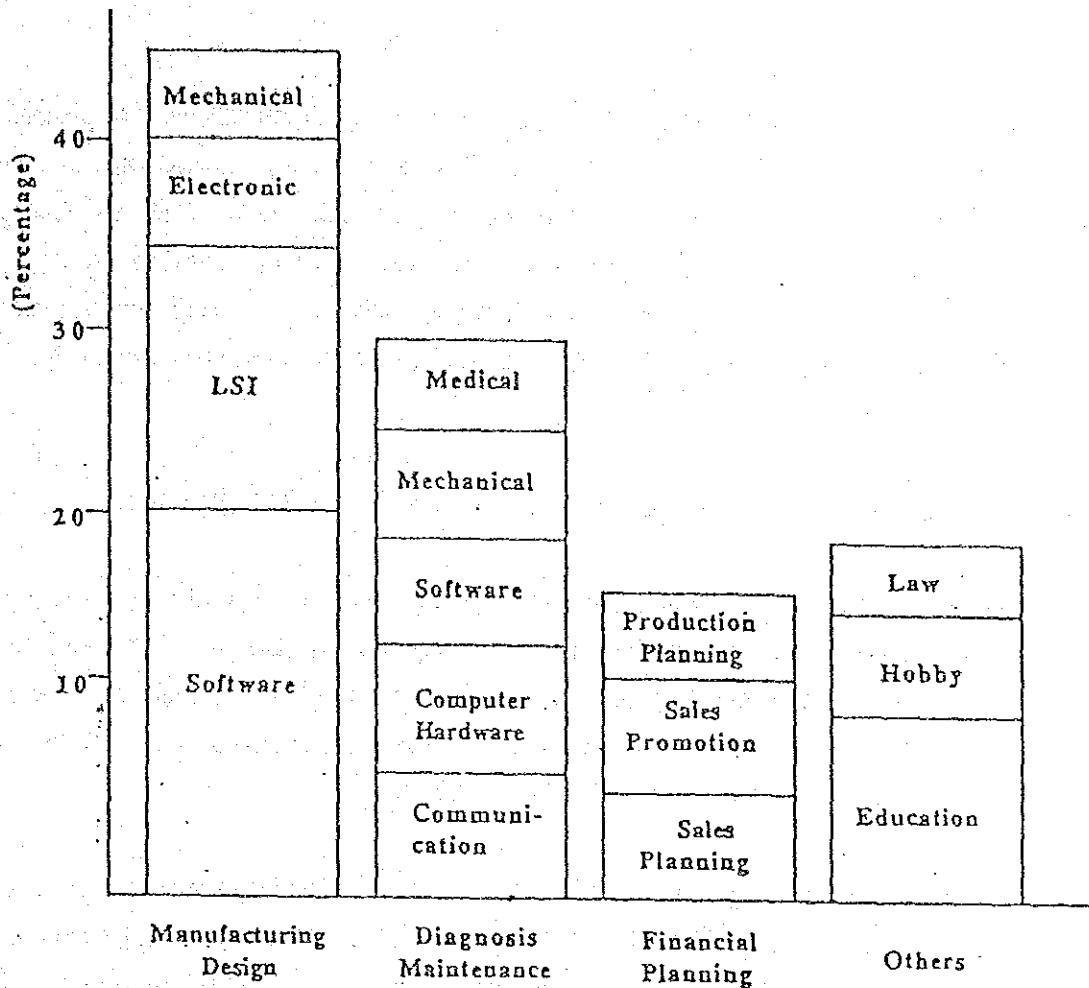 (Percentage)
40
30
20
10
Mechanical
Electronic
LSI
Software
Medical
Mechanical
Software
Computer
Hardware
Communi-
cation
Production
Planning
Sales
Promotion
Sales
Planning
Law
Hobby
Education
Manufacturing
Design
Diagnosis
Maintenance
Financial
Planning
Others